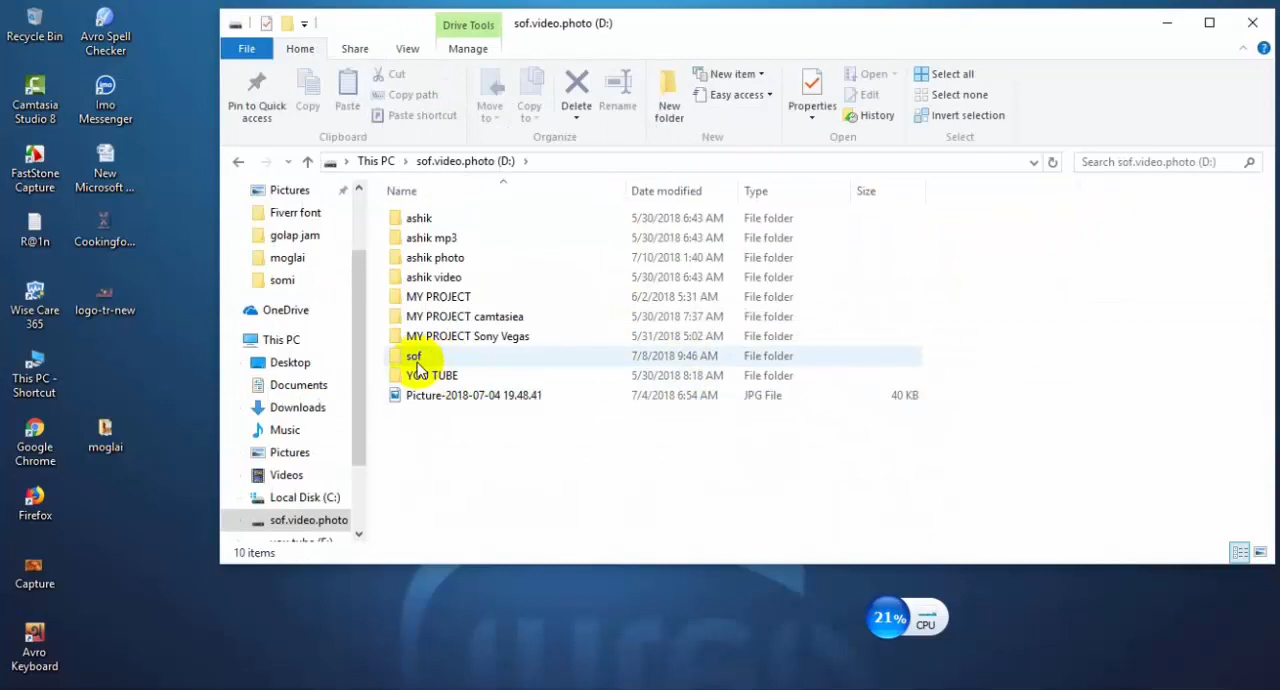 Recycle Bin
Avro Spell
Checker
Camtasia
Studio 8
Imo
Messenger
FastStone
Capture
New
Microsoft ...
R@1n
Cookingfo...
Wise Care
365
logo-tr-new
This PC -
Shortcut
Google
Chrome
moglai
Firefox
Capture
Avro
Keyboard
Drive Tools
sof.video.photo (D:)
File
Home
Share
View
Manage
Pin to Quick
access
Copy
Paste
Cut
Copy path
Paste shortcut
Clipboard
Move
to
Copy
to
Delete
Rename
Organize
New
folder
New item
Easy access
New
Properties
Open
Edit
History
Open
Select all
Select none
Invert selection
Select
This PC > sof.video.photo (D:) >
Search sof.video.photo (D:)
Pictures
Fiverr font
golap jam
moglai
somi
OneDrive
This PC
Desktop
Documents
Downloads
Music
Pictures
Videos
Local Disk (C:)
sof.video.photo
Name Date modified Type Size
ashik 5/30/2018 6:43 AM File folder
ashik mp3 5/30/2018 6:43 AM File folder
ashik photo 7/10/2018 1:40 AM File folder
ashik video 5/30/2018 6:43 AM File folder
MY PROJECT 6/2/2018 5:31 AM File folder
MY PROJECT camtasiea 5/30/2018 7:37 AM File folder
MY PROJECT Sony Vegas 5/31/2018 5:02 AM File folder
sof 7/8/2018 9:46 AM File folder
YOU TUBE 5/30/2018 8:18 AM File folder
Picture-2018-07-04 19.48.41 7/4/2018 6:54 AM JPG File 40 KB
10 items
21% CPU